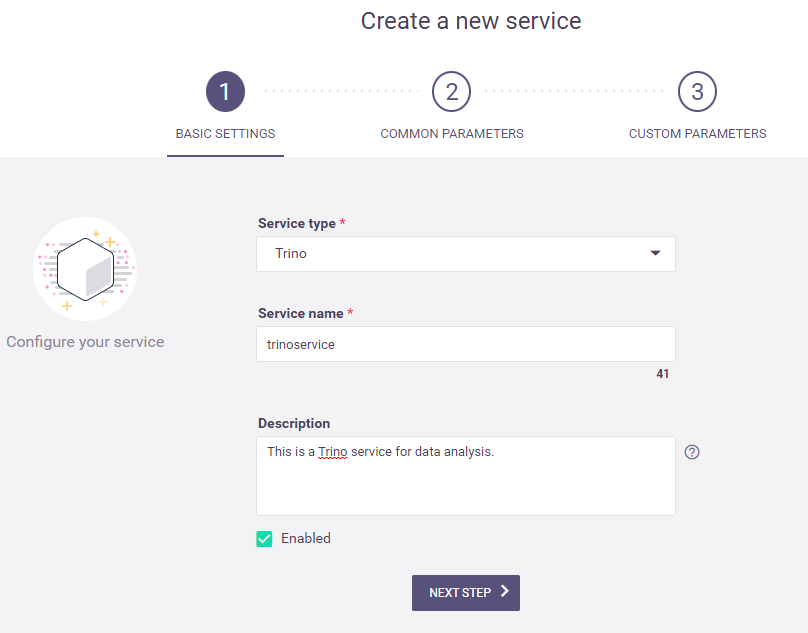 Create a new service
1
2
3
BASIC SETTINGS
COMMON PARAMETERS
CUSTOM PARAMETERS
Service type *
Trino
Service name *
trinoservice
41
Configure your service
Description
This is a Trino service for data analysis.
?
Enabled
NEXT STEP